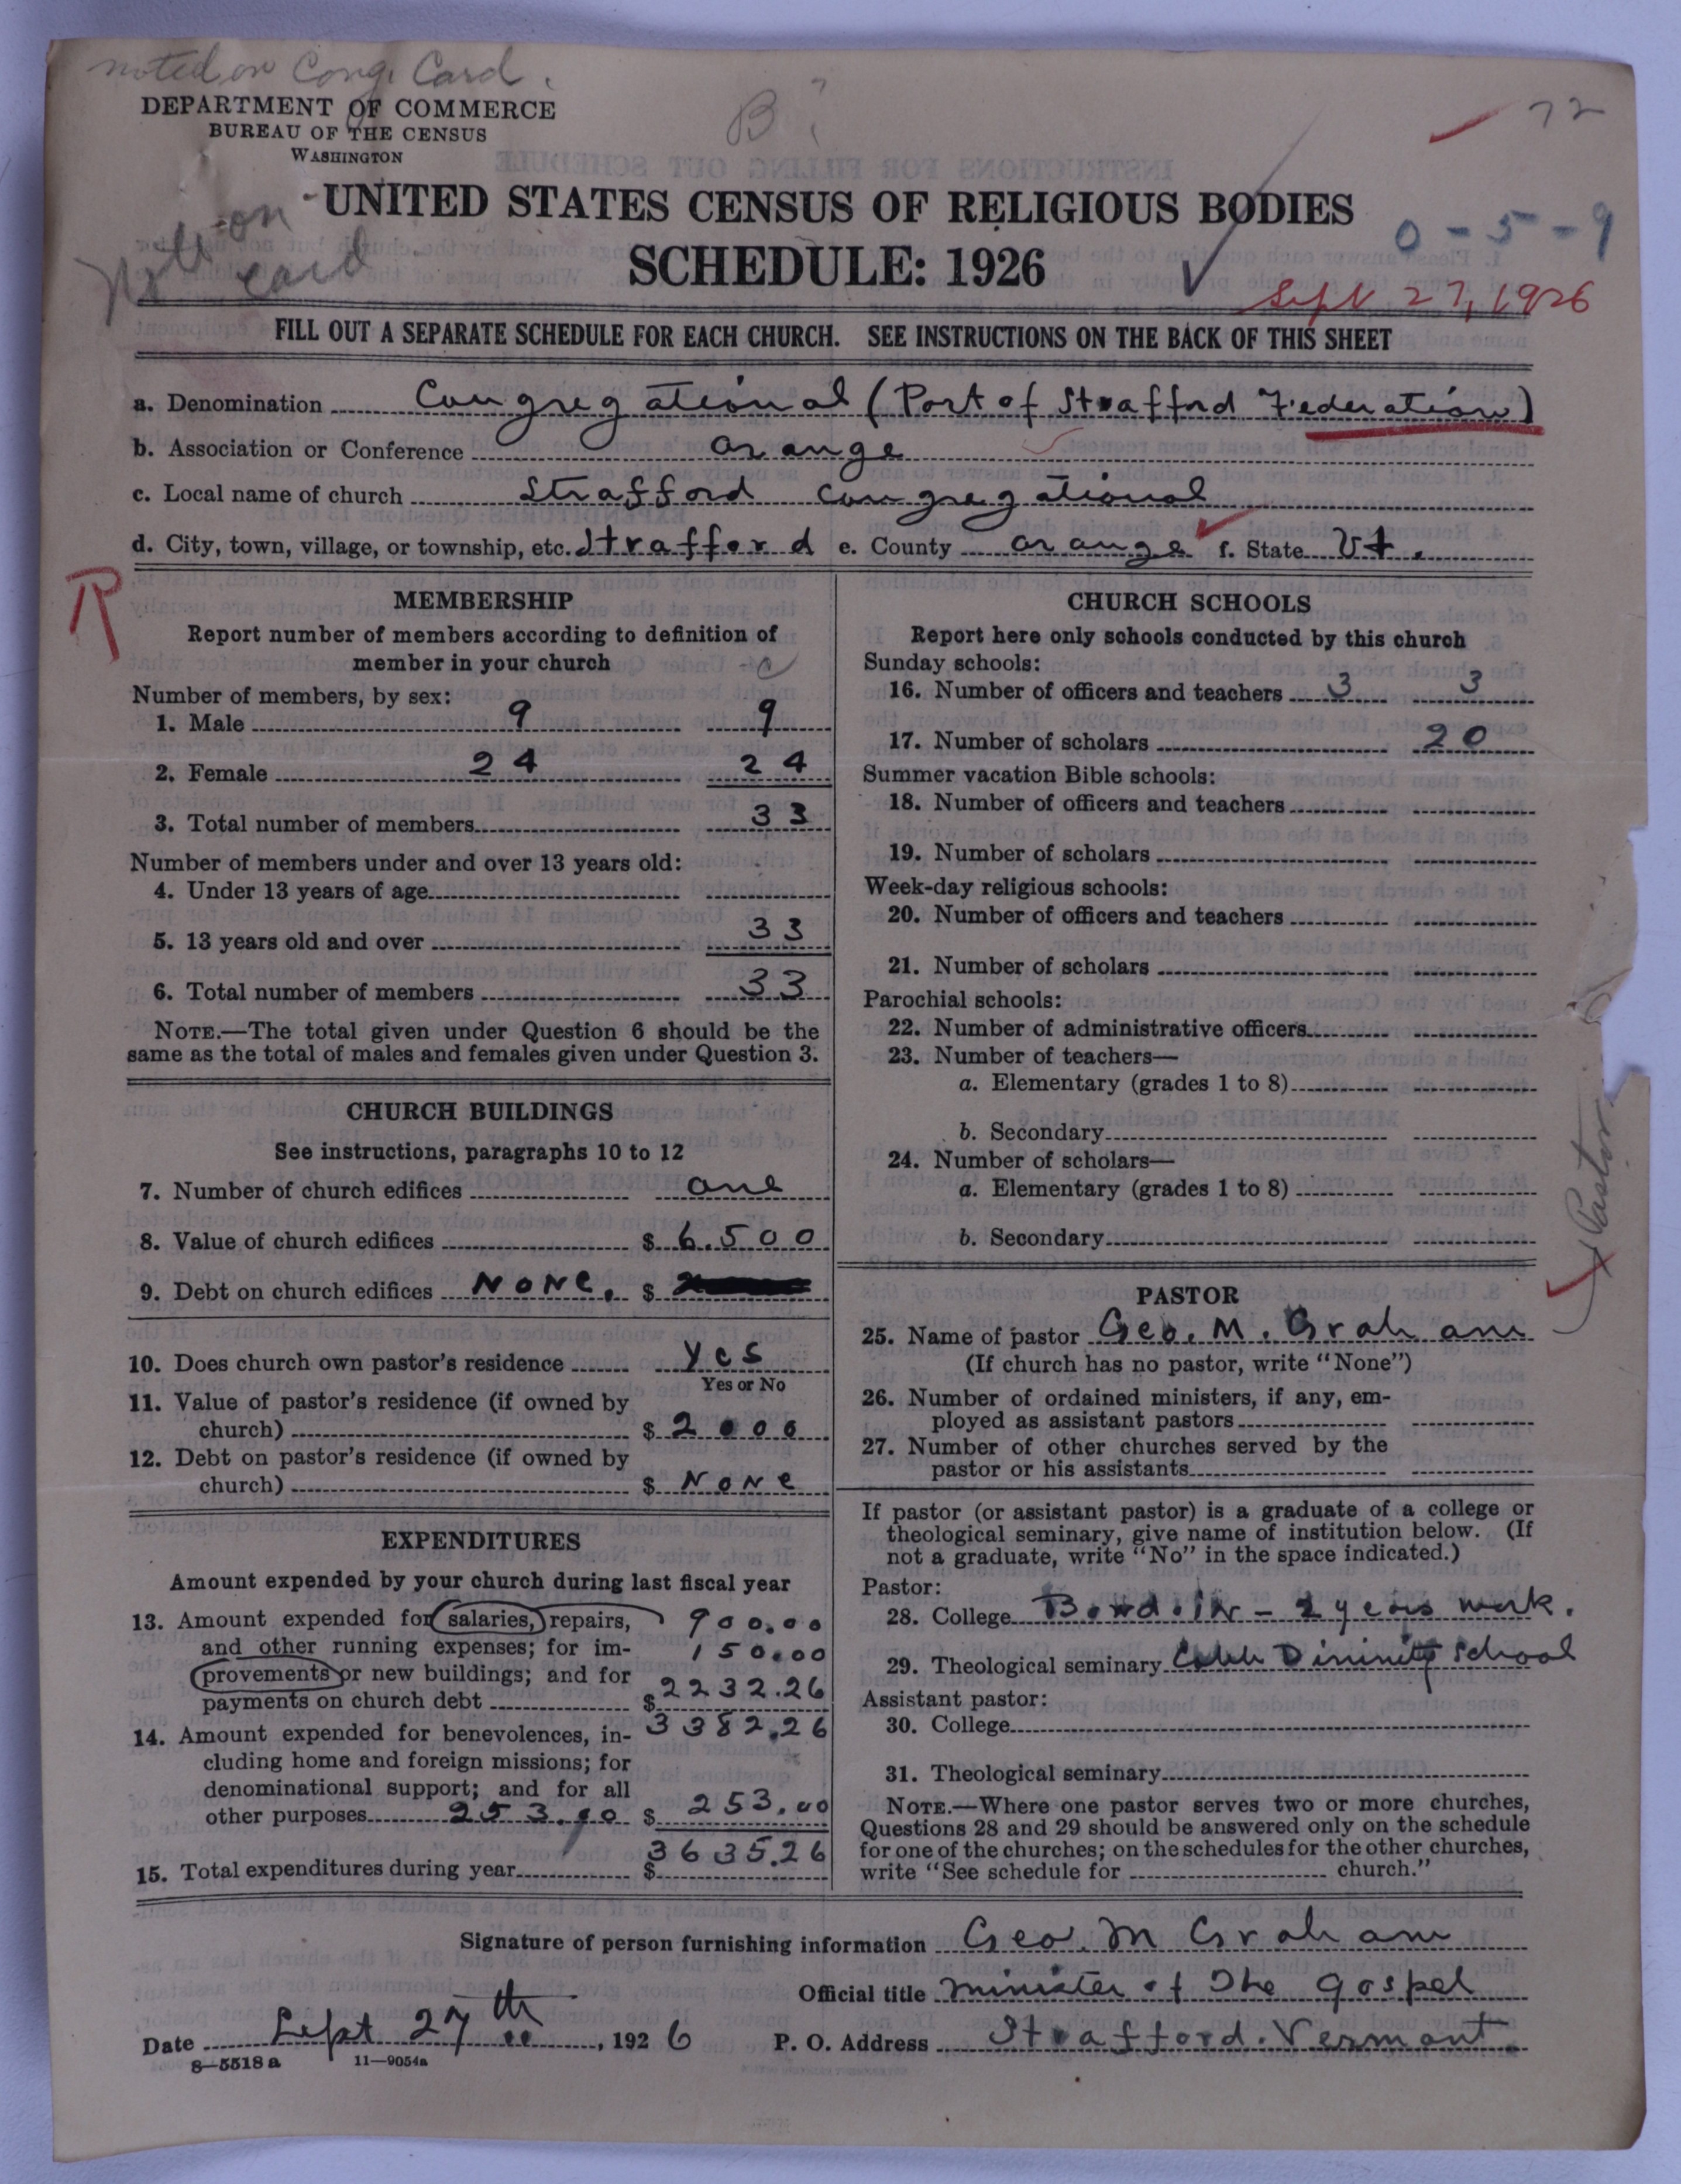 noted on Cong. Card.
DEPARTMENT OF COMMERCE
BUREAU OF THE CENSUS
WASHINGTON
B?
72
on card
UNITED STATES CENSUS OF RELIGIOUS BODIES
SCHEDULE: 1926
0-5-9
Sept 27, 1926
FILL OUT A SEPARATE SCHEDULE FOR EACH CHURCH. SEE INSTRUCTIONS ON THE BACK OF THIS SHEET
a. Denomination Congregational (Part of Strafford Federation)
b. Association or Conference Orange
c. Local name of church Strafford Congregational
d. City, town, village, or township, etc. Strafford e. County Orange f. State Vt.
R
MEMBERSHIP
Report number of members according to definition of
member in your church
Number of members, by sex:
1. Male 9 9
2. Female 24 24
3. Total number of members 33
Number of members under and over 13 years old:
4. Under 13 years of age
5. 13 years old and over 33
6. Total number of members 33
NOTE.—The total given under Question 6 should be the
same as the total of males and females given under Question 3.
CHURCH BUILDINGS
See instructions, paragraphs 10 to 12
7. Number of church edifices one
8. Value of church edifices $ 6.500
9. Debt on church edifices None. $
10. Does church own pastor's residence Yes
Yes or No
11. Value of pastor's residence (if owned by
church) $ 2000
12. Debt on pastor's residence (if owned by
church) $ None
EXPENDITURES
Amount expended by your church during last fiscal year
13. Amount expended for salaries, repairs, 900.00
and other running expenses; for im- 150.00
provements or new buildings; and for
payments on church debt $ 2232.26
3382.26
14. Amount expended for benevolences, in-
cluding home and foreign missions; for
denominational support; and for all
other purposes 253.00 $ 253.00
15. Total expenditures during year $ 3635.26
CHURCH SCHOOLS
Report here only schools conducted by this church
Sunday schools:
16. Number of officers and teachers 3 3
17. Number of scholars 20
Summer vacation Bible schools:
18. Number of officers and teachers
19. Number of scholars
Week-day religious schools:
20. Number of officers and teachers
21. Number of scholars
Parochial schools:
22. Number of administrative officers
23. Number of teachers—
a. Elementary (grades 1 to 8)
b. Secondary
24. Number of scholars—
a. Elementary (grades 1 to 8)
b. Secondary
Pastor
PASTOR
25. Name of pastor Geo. M. Graham
(If church has no pastor, write "None")
26. Number of ordained ministers, if any, em-
ployed as assistant pastors
27. Number of other churches served by the
pastor or his assistants
If pastor (or assistant pastor) is a graduate of a college or
theological seminary, give name of institution below. (If
not a graduate, write "No" in the space indicated.)
Pastor:
28. College Bowdoin - 2 years work.
29. Theological seminary Divinity School
Assistant pastor:
30. College
31. Theological seminary
NOTE.—Where one pastor serves two or more churches,
Questions 28 and 29 should be answered only on the schedule
for one of the churches; on the schedules for the other churches,
write "See schedule for church."
Signature of person furnishing information Geo. M Graham
Official title Minister of The Gospel
Date Sept 27th, 1926 P. O. Address Strafford. Vermont.
8—5518 a 11—9054a